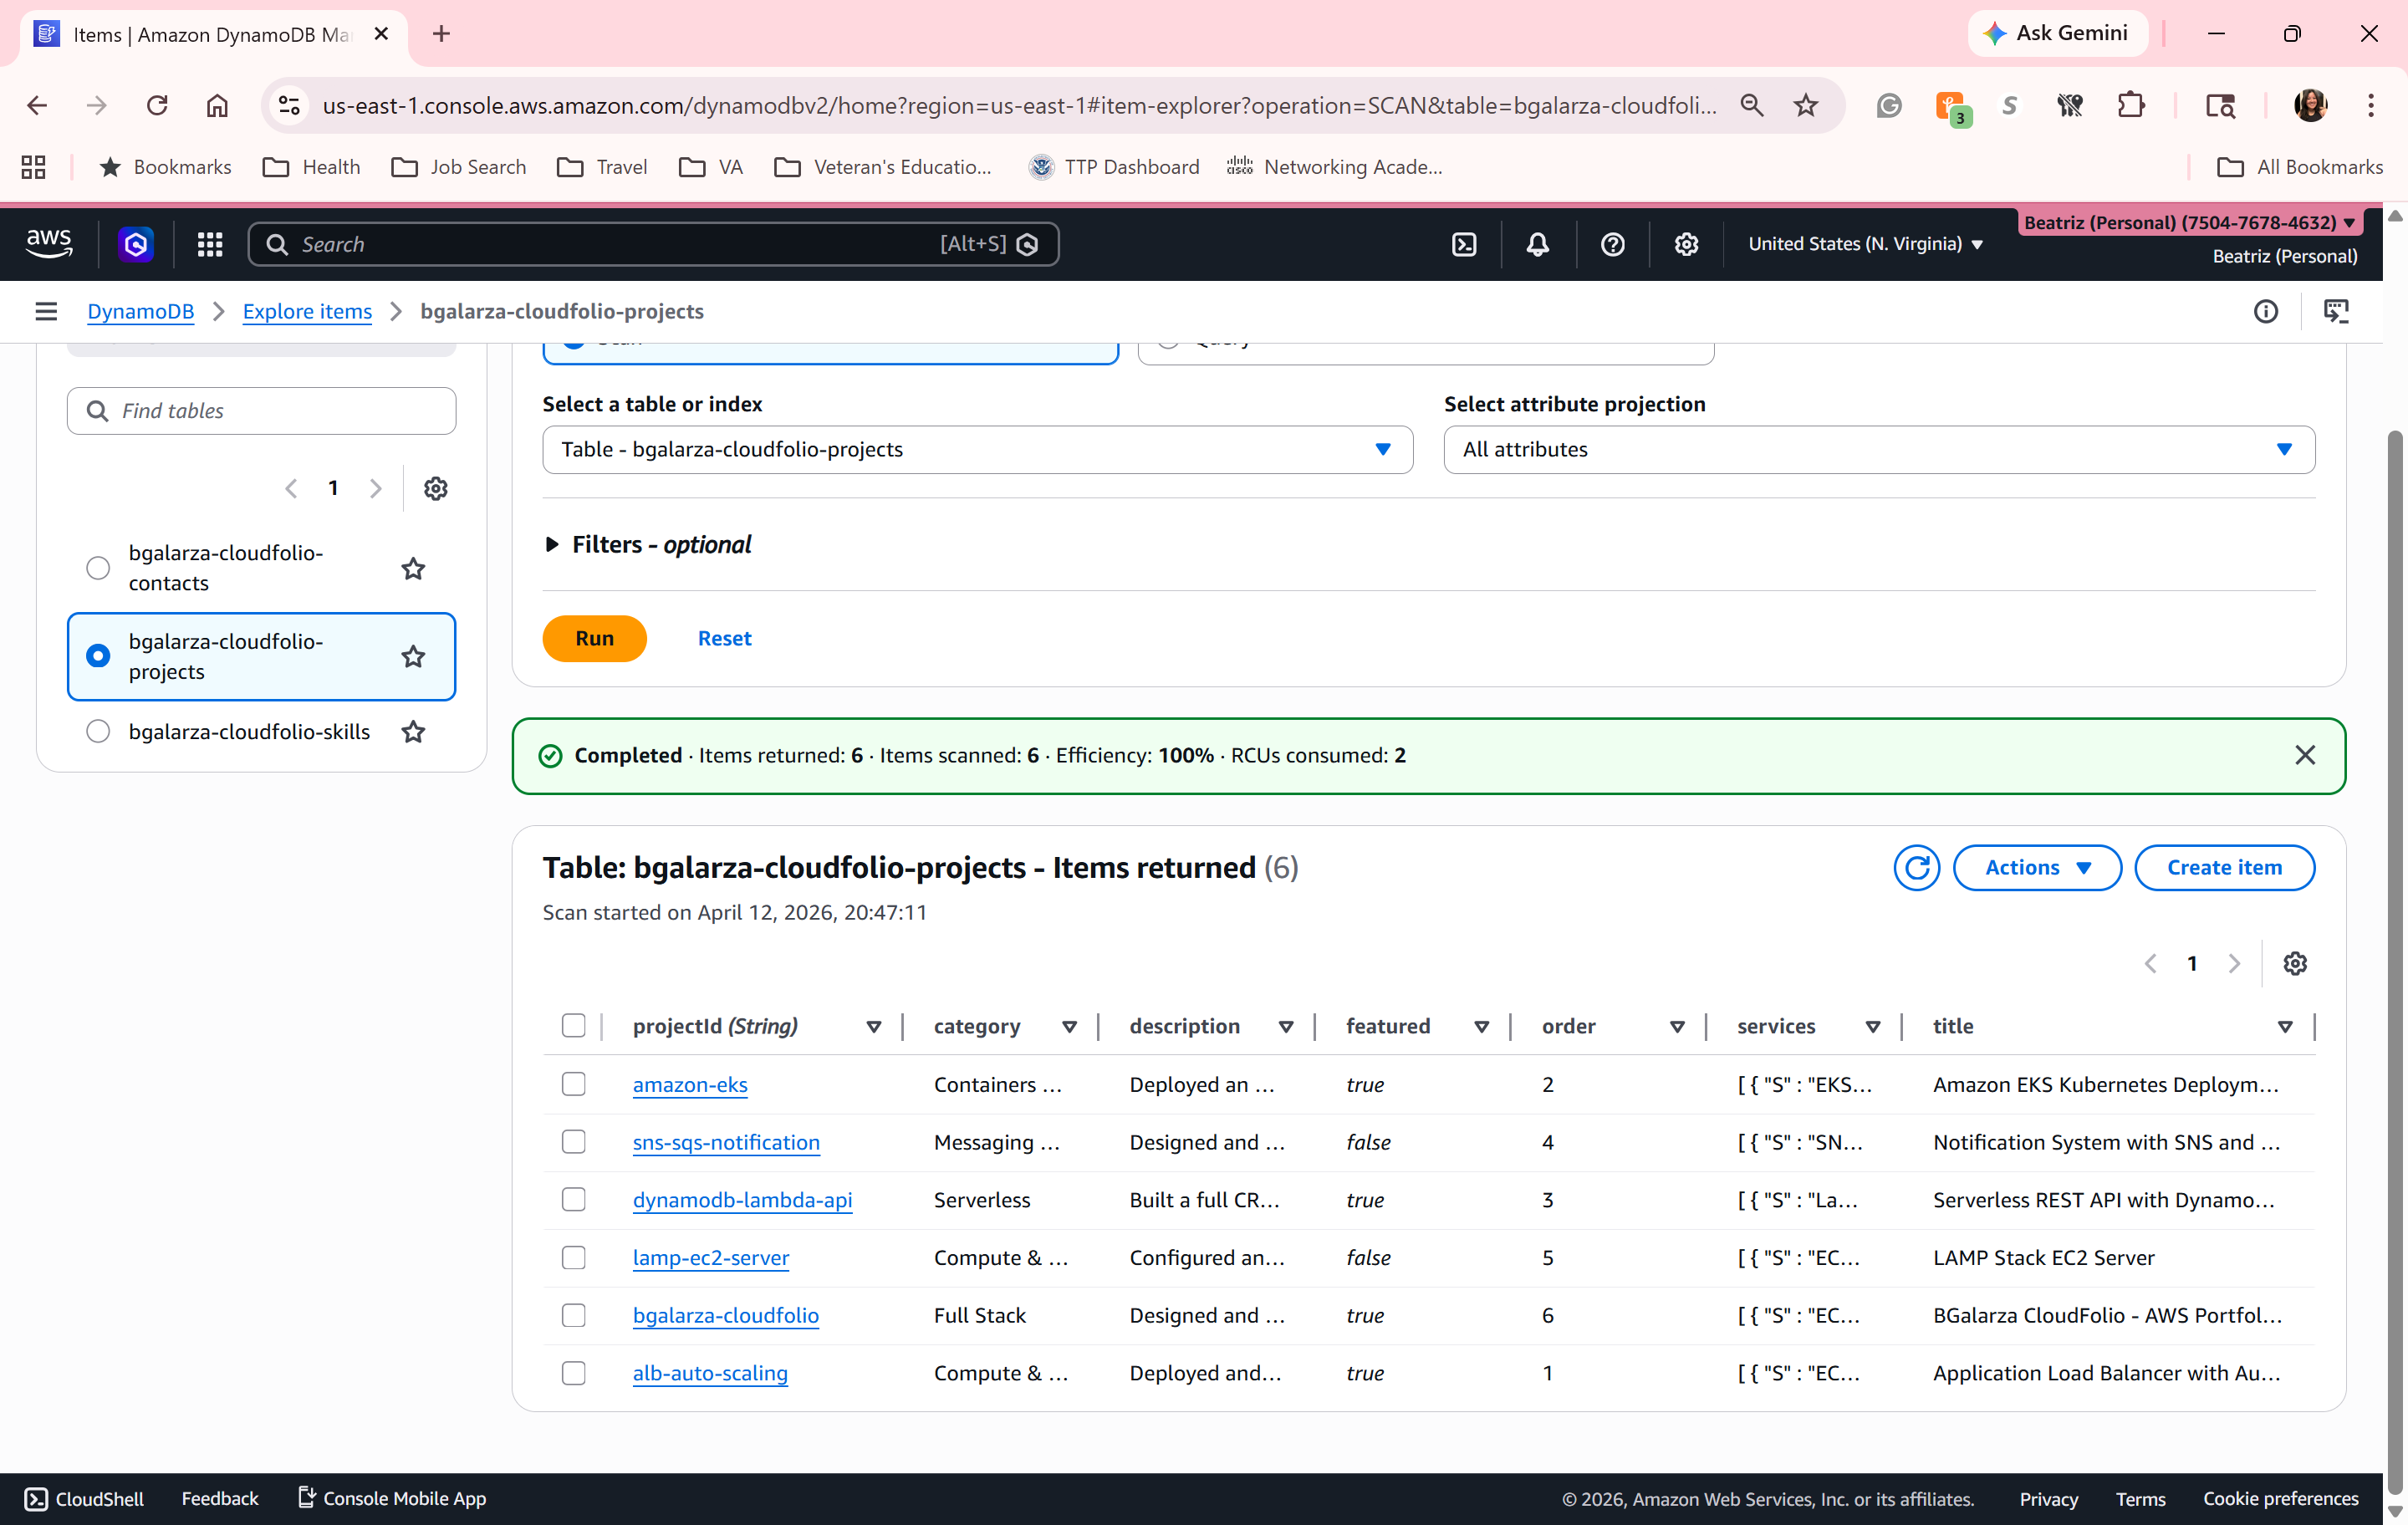 Items | Amazon DynamoDB Ma
Ask Gemini
us-east-1.console.aws.amazon.com/dynamodbv2/home?region=us-east-1#item-explorer?operation=SCAN&table=bgalarza-cloudfoli...
3
Bookmarks Health Job Search Travel VA Veteran's Educatio... TTP Dashboard Networking Acade... All Bookmarks
aws Search [Alt+S] United States (N. Virginia) Beatriz (Personal) (7504-7678-4632)
Beatriz (Personal)
DynamoDB Explore items bgalarza-cloudfolio-projects
Scan Query
Find tables
1
bgalarza-cloudfolio-
contacts
bgalarza-cloudfolio-
projects
bgalarza-cloudfolio-skills
Select a table or index Select attribute projection
Table - bgalarza-cloudfolio-projects All attributes
Filters - optional
Run Reset
Completed · Items returned: 6 · Items scanned: 6 · Efficiency: 100% · RCUs consumed: 2
Table: bgalarza-cloudfolio-projects - Items returned (6)
Actions Create item
Scan started on April 12, 2026, 20:47:11
1
projectId (String) category description featured order services title
amazon-eks Containers ... Deployed an ... true 2 [ { "S" : "EKS... Amazon EKS Kubernetes Deploym...
sns-sqs-notification Messaging ... Designed and ... false 4 [ { "S" : "SN... Notification System with SNS and ...
dynamodb-lambda-api Serverless Built a full CR... true 3 [ { "S" : "La... Serverless REST API with Dynamo...
lamp-ec2-server Compute & ... Configured an... false 5 [ { "S" : "EC... LAMP Stack EC2 Server
bgalarza-cloudfolio Full Stack Designed and ... true 6 [ { "S" : "EC... BGalarza CloudFolio - AWS Portfol...
alb-auto-scaling Compute & ... Deployed and... true 1 [ { "S" : "EC... Application Load Balancer with Au...
CloudShell Feedback Console Mobile App © 2026, Amazon Web Services, Inc. or its affiliates. Privacy Terms Cookie preferences